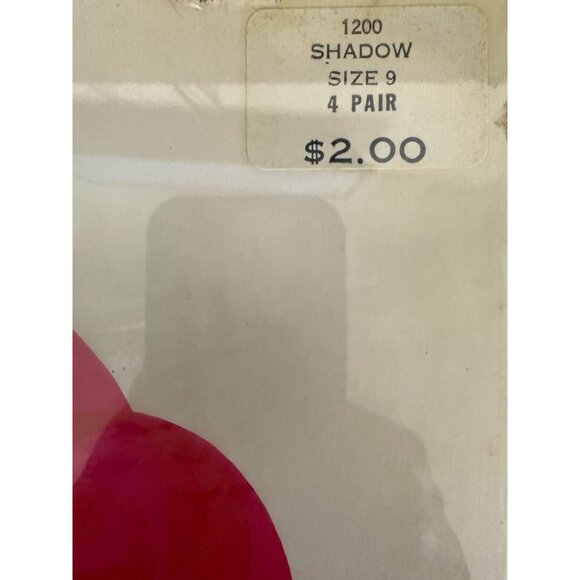 1200
SHADOW
SIZE 9
4 PAIR
$2.00